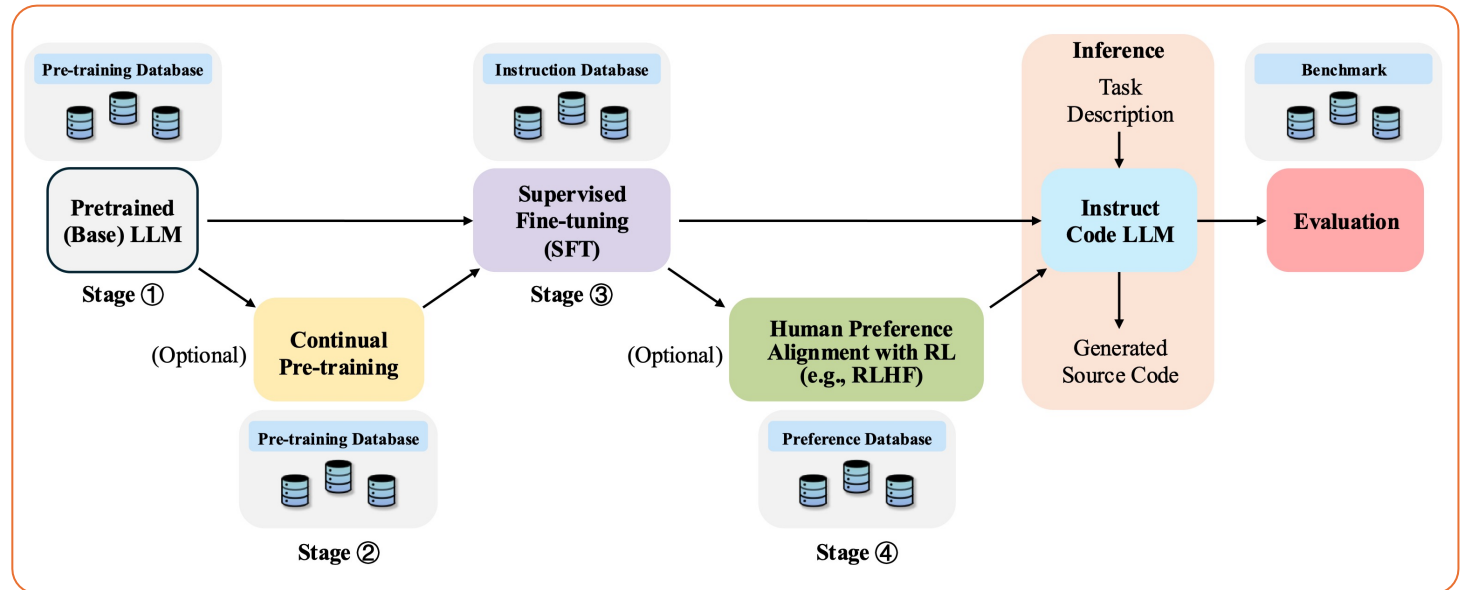 Pre-training Database
Pretrained
(Base) LLM
Stage ①
(Optional)
Continual
Pre-training
Pre-training Database
Stage ②
Instruction Database
Supervised
Fine-tuning
(SFT)
Stage ③
(Optional)
Human Preference
Alignment with RL
(e.g., RLHF)
Preference Database
Stage ④
Inference
Task
Description
Instruct
Code LLM
Generated
Source Code
Benchmark
Evaluation